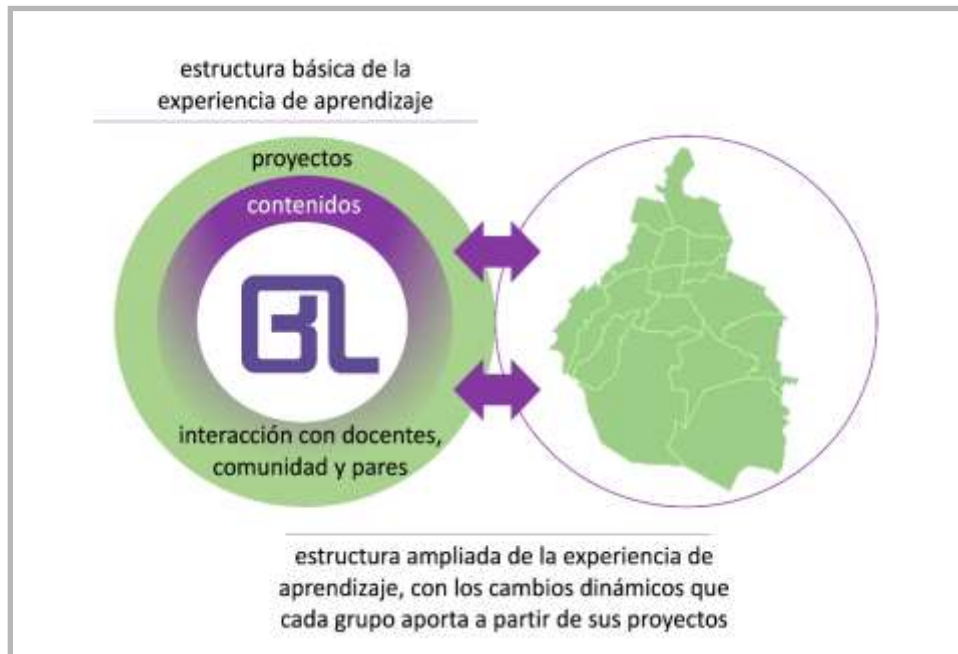 estructura básica de la
experiencia de aprendizaje
proyectos
contenidos
BL
interacción con docentes,
comunidad y pares
estructura ampliada de la experiencia de
aprendizaje, con los cambios dinámicos que
cada grupo aporta a partir de sus proyectos